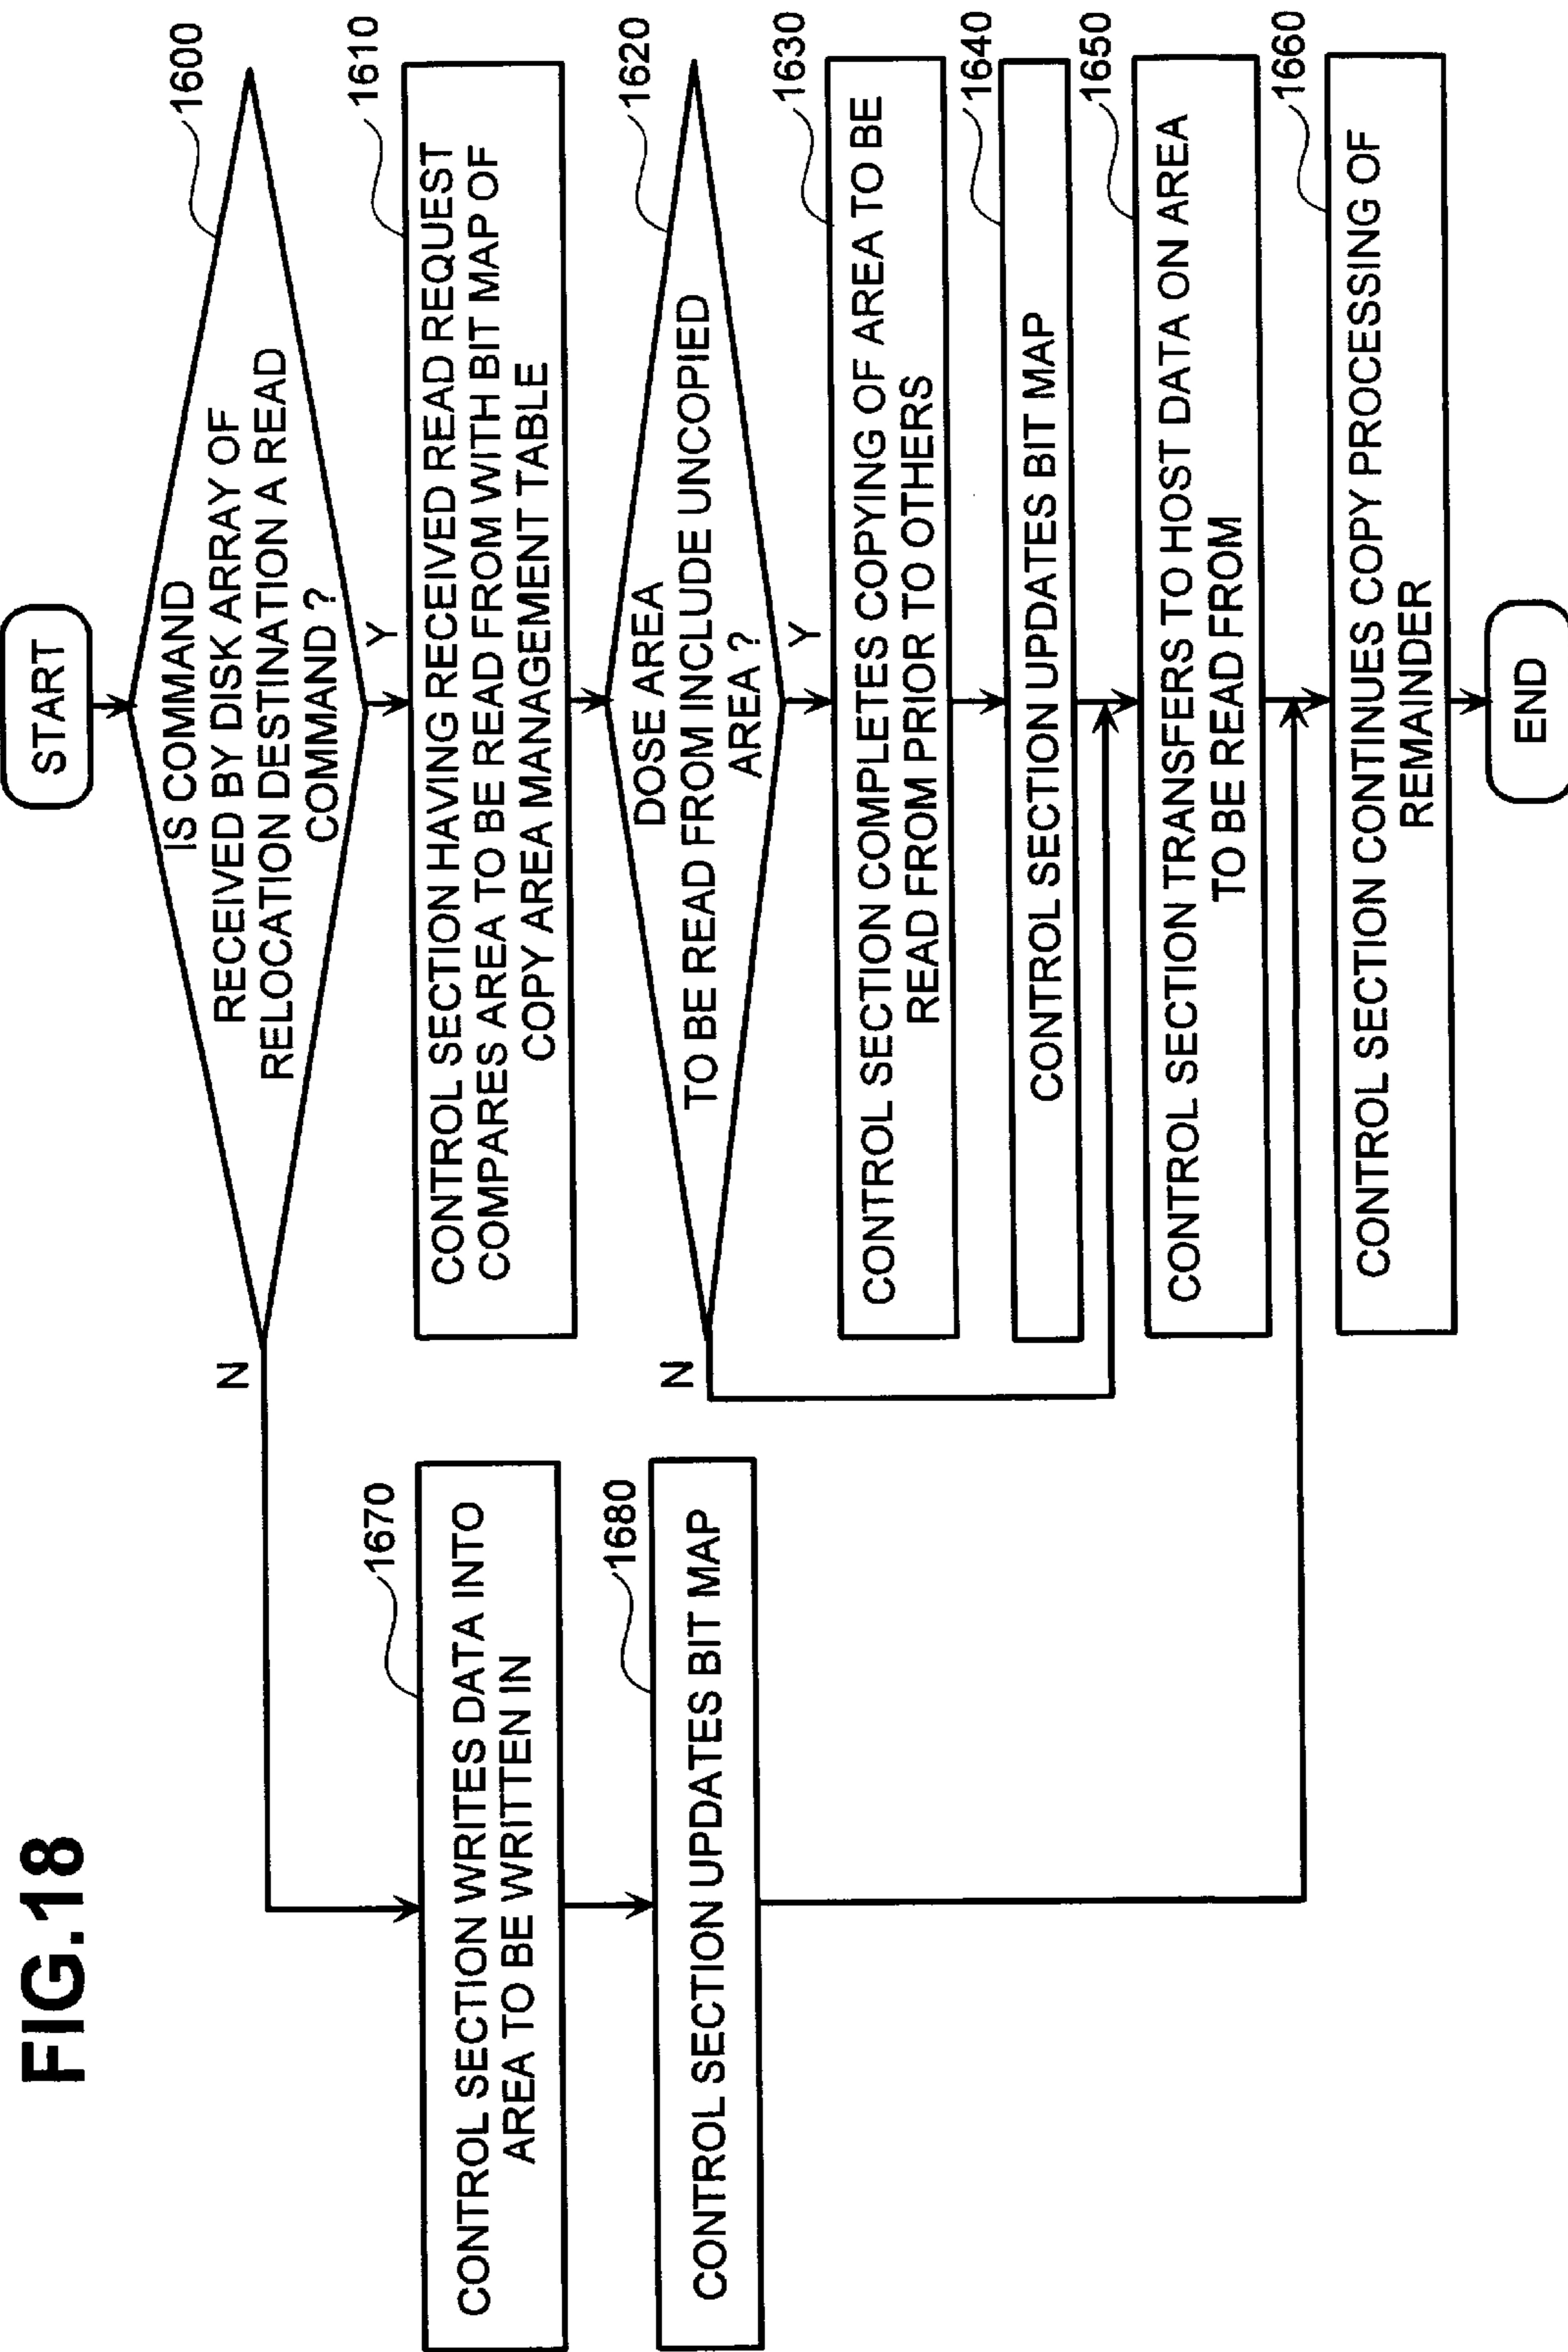 FIG.18
START
1600
IS COMMAND
RECEIVED BY DISK ARRAY OF
RELOCATION DESTINATION A READ
COMMAND ?
N
Y
1610
CONTROL SECTION HAVING RECEIVED READ REQUEST
COMPARES AREA TO BE READ FROM WITH BIT MAP OF
COPY AREA MANAGEMENT TABLE
1620
DOSE AREA
TO BE READ FROM INCLUDE UNCOPIED
AREA ?
N
Y
1630
CONTROL SECTION COMPLETES COPYING OF AREA TO BE
READ FROM PRIOR TO OTHERS
1640
CONTROL SECTION UPDATES BIT MAP
1650
CONTROL SECTION TRANSFERS TO HOST DATA ON AREA
TO BE READ FROM
1660
CONTROL SECTION CONTINUES COPY PROCESSING OF
REMAINDER
END
1670
CONTROL SECTION WRITES DATA INTO
AREA TO BE WRITTEN IN
1680
CONTROL SECTION UPDATES BIT MAP